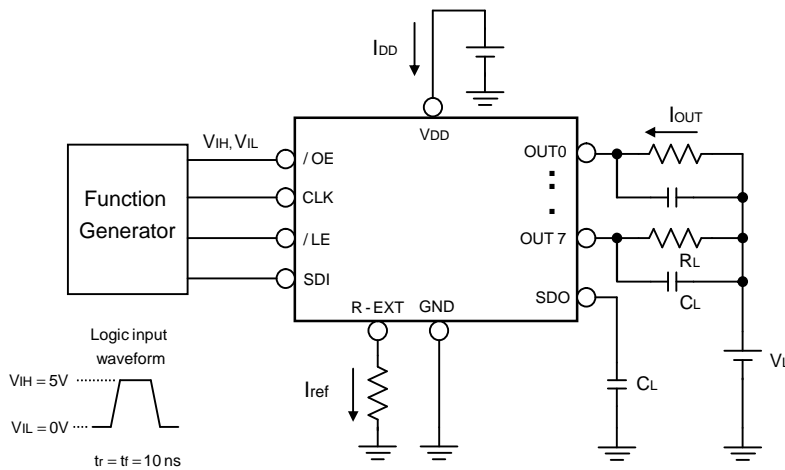 IDD
VDD
IOUT
VIH, VIL
Function
Generator
/OE
CLK
/LE
SDI
OUT0
OUT 7
SDO
R-EXT
GND
RL
CL
CL
VL
Iref
Logic input
waveform
VIH = 5V
VIL = 0V
tr = tf = 10 ns